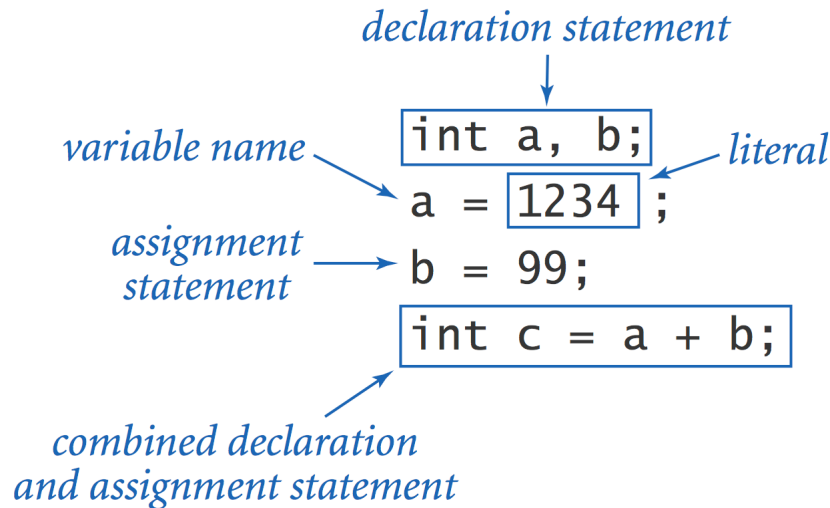 declaration statement
int a, b;
variable name
literal
a = 1234 ;
assignment
statement
b = 99;
int c = a + b;
combined declaration
and assignment statement